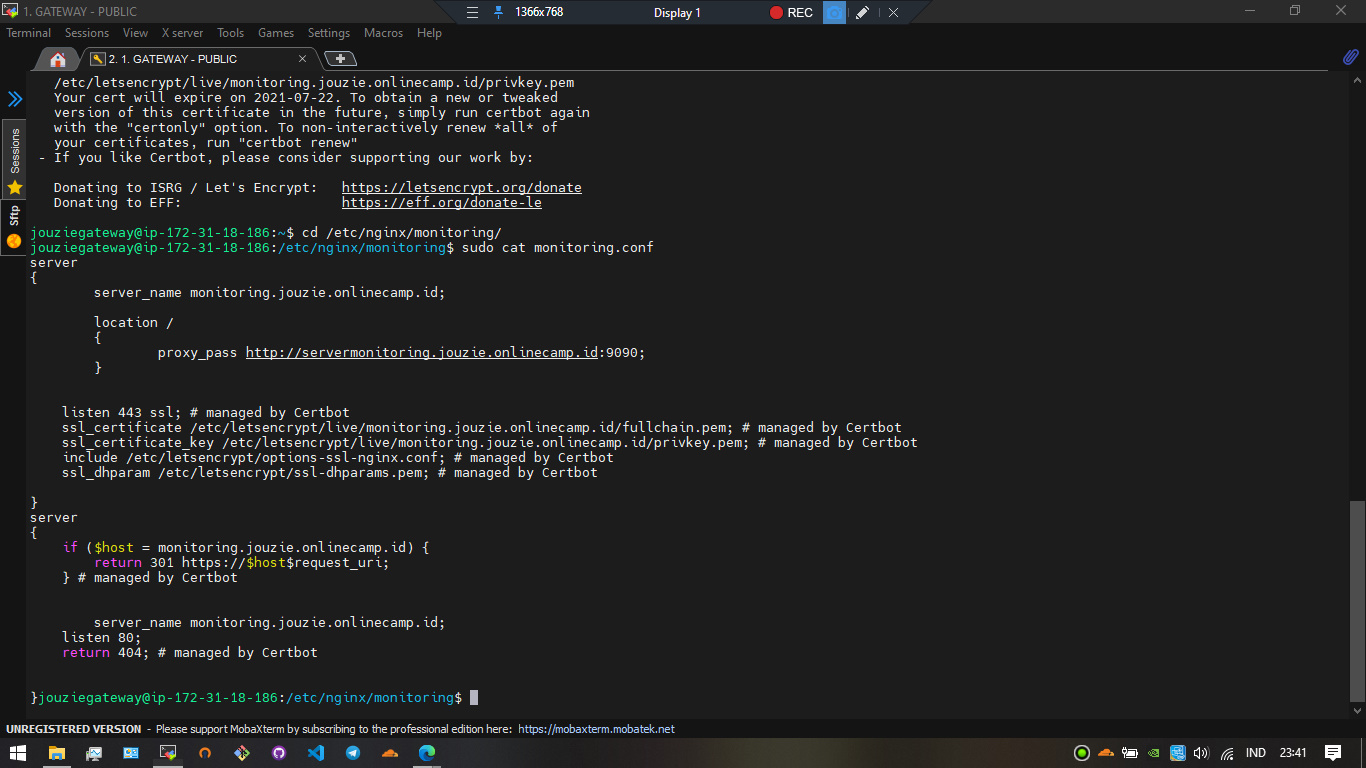 1. GATEWAY - PUBLIC
1366x768
Display 1
REC
Terminal Sessions View X server Tools Games Settings Macros Help
2. 1. GATEWAY - PUBLIC
Sessions
Sftp
/etc/letsencrypt/live/monitoring.jouzie.onlinecamp.id/privkey.pem
Your cert will expire on 2021-07-22. To obtain a new or tweaked
version of this certificate in the future, simply run certbot again
with the "certonly" option. To non-interactively renew *all* of
your certificates, run "certbot renew"
- If you like Certbot, please consider supporting our work by:
Donating to ISRG / Let's Encrypt: https://letsencrypt.org/donate
Donating to EFF: https://eff.org/donate-le
jouziegateway@ip-172-31-18-186:~$ cd /etc/nginx/monitoring/
jouziegateway@ip-172-31-18-186:/etc/nginx/monitoring$ sudo cat monitoring.conf
server
{
server_name monitoring.jouzie.onlinecamp.id;
location /
{
proxy_pass http://servermonitoring.jouzie.onlinecamp.id:9090;
}
listen 443 ssl; # managed by Certbot
ssl_certificate /etc/letsencrypt/live/monitoring.jouzie.onlinecamp.id/fullchain.pem; # managed by Certbot
ssl_certificate_key /etc/letsencrypt/live/monitoring.jouzie.onlinecamp.id/privkey.pem; # managed by Certbot
include /etc/letsencrypt/options-ssl-nginx.conf; # managed by Certbot
ssl_dhparam /etc/letsencrypt/ssl-dhparams.pem; # managed by Certbot
}
server
{
if ($host = monitoring.jouzie.onlinecamp.id) {
return 301 https://$host$request_uri;
} # managed by Certbot
server_name monitoring.jouzie.onlinecamp.id;
listen 80;
return 404; # managed by Certbot
}jouziegateway@ip-172-31-18-186:/etc/nginx/monitoring$
UNREGISTERED VERSION - Please support MobaXterm by subscribing to the professional edition here: https://mobaxterm.mobatek.net
IND 23:41